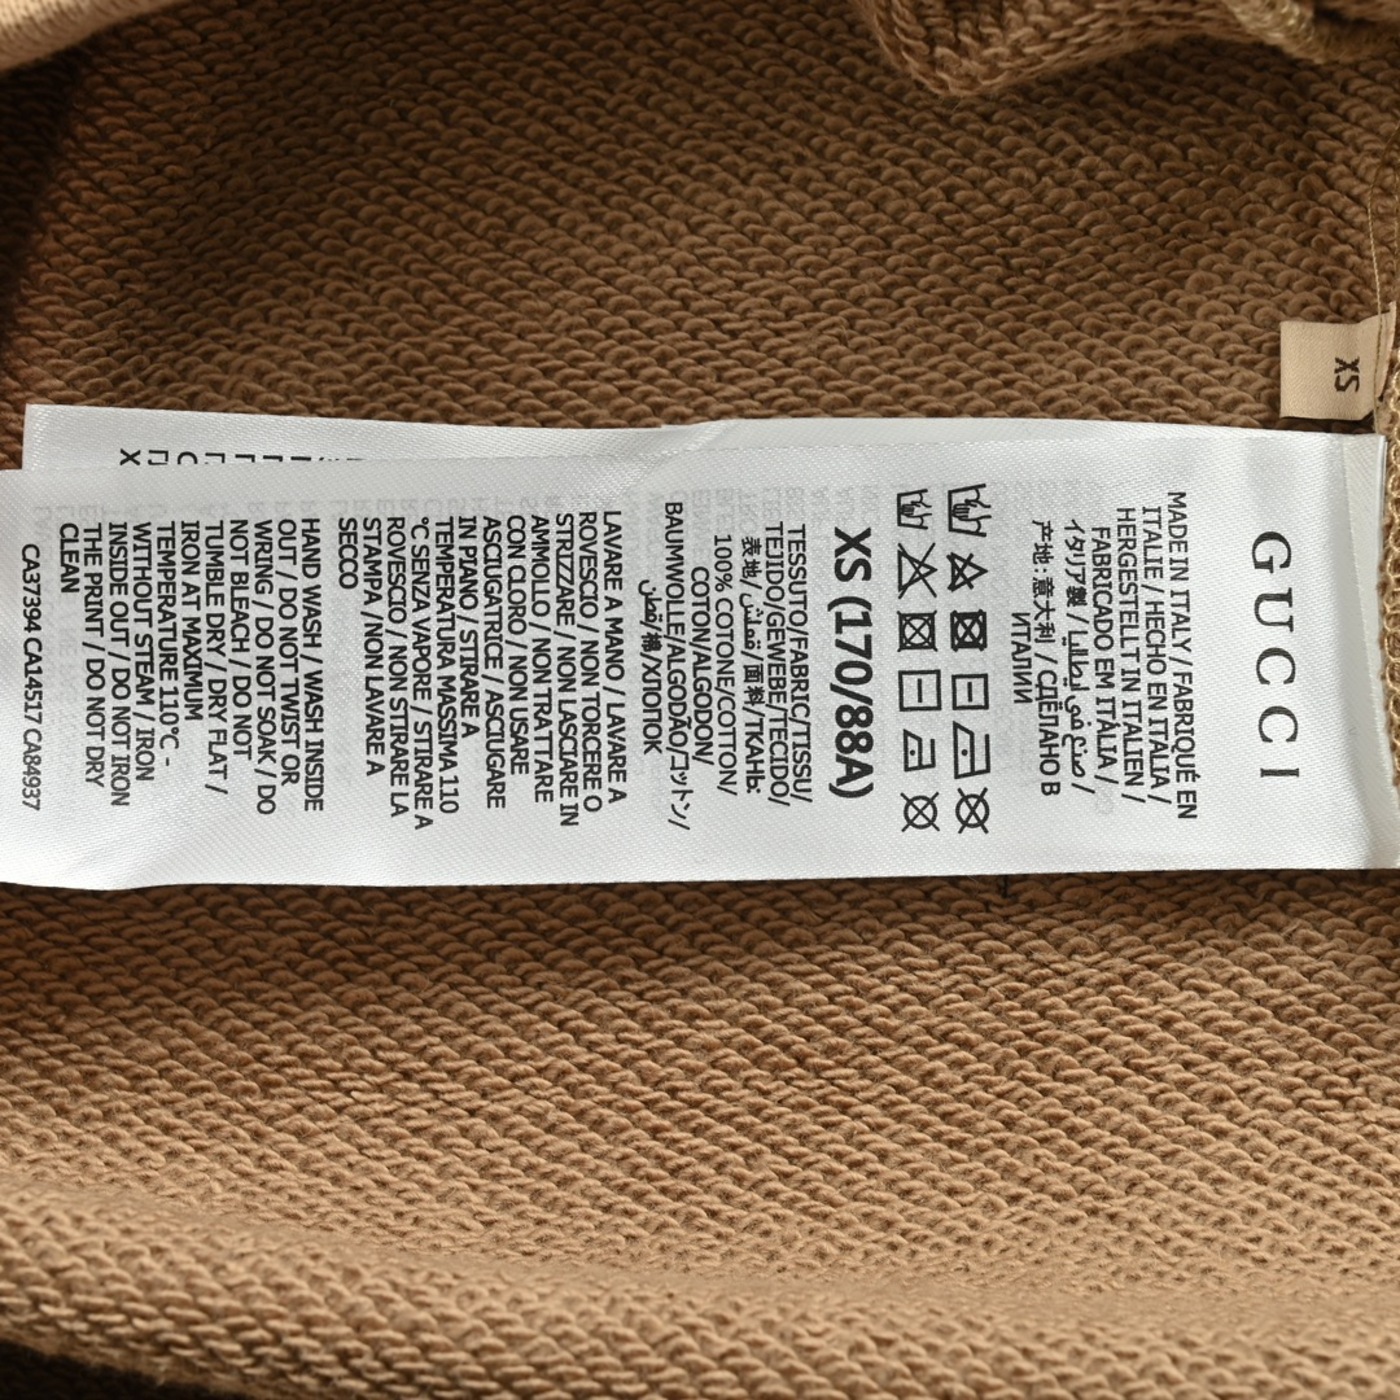 XS
GUCCI
MADE IN ITALY / FABRIQUÉ EN
ITALIE / HECHO EN ITALIA /
HERGESTELLT IN ITALIEN /
FABRICADO EM ITÁLIA /
イタリア製 / صنع في إيطاليا /
产地: 意大利 / СДЕЛАНО В
ИТАЛИИ
XS (170/88A)
TESSUTO/FABRIC/TISSU/
TEJIDO/GEWEBE/TECIDO/
表地/ قماش /面料/ТКАНЬ:
100% COTONE/COTTON/
COTON/ALGODON/
BAUMWOLLE/ALGODÃO/コットン/
قطن/棉/ХЛОПОК
LAVARE A MANO / LAVARE A
ROVESCIO / NON TORCERE O
STRIZZARE / NON LASCIARE IN
AMMOLLO / NON TRATTARE
CON CLORO / NON USARE
ASCIUGATRICE / ASCIUGARE
IN PIANO / STIRARE A
TEMPERATURA MASSIMA 110
°C SENZA VAPORE / STIRARE A
ROVESCIO / NON STIRARE LA
STAMPA / NON LAVARE A
SECCO
HAND WASH / WASH INSIDE
OUT / DO NOT TWIST OR
WRING / DO NOT SOAK / DO
NOT BLEACH / DO NOT
TUMBLE DRY / DRY FLAT /
IRON AT MAXIMUM
TEMPERATURE 110°C -
WITHOUT STEAM / IRON
INSIDE OUT / DO NOT IRON
THE PRINT / DO NOT DRY
CLEAN
CA37394 CA14517 CA84937